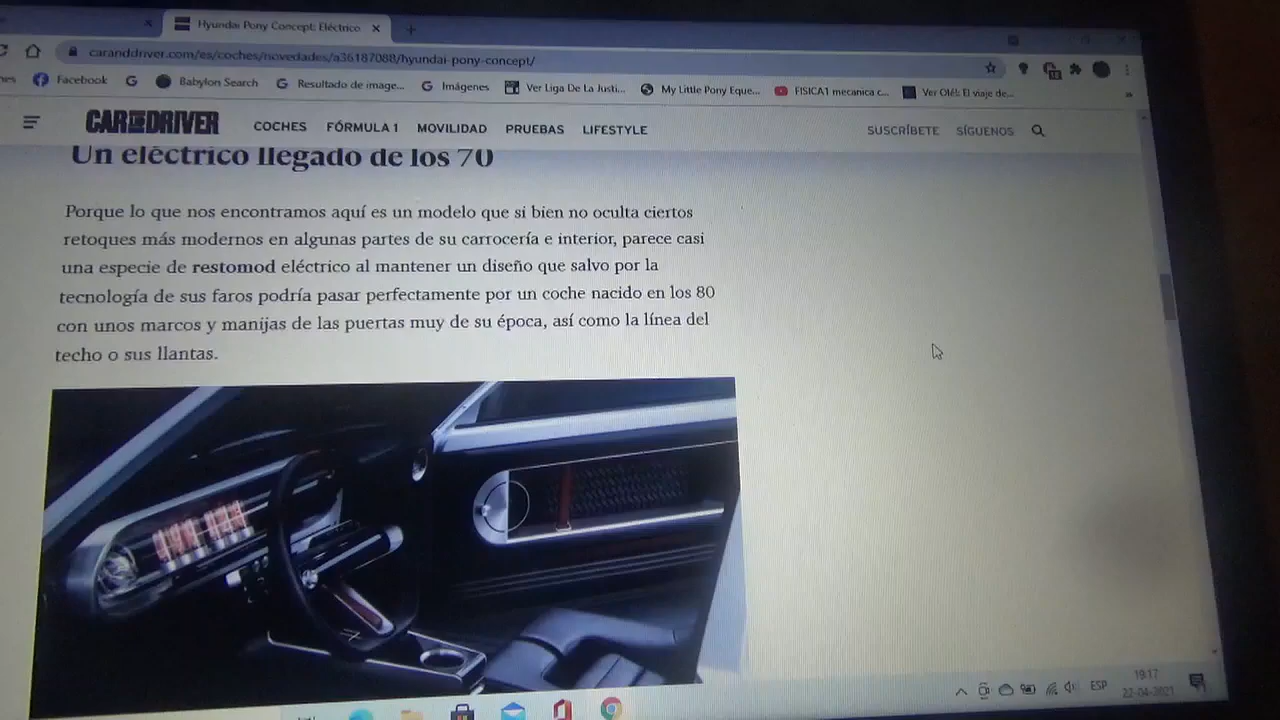 Hyundai Pony Concept: Eléctrico
caranddriver.com/es/coches/novedades/a36187088/hyundai-pony-concept/
nes Facebook Babylon Search Resultado de image... Imágenes Ver Liga De La Justi... My Little Pony Eque... FISICA1 mecanica c... Ver Olé!: El viaje de...
CAR AND DRIVER COCHES FÓRMULA 1 MOVILIDAD PRUEBAS LIFESTYLE SUSCRÍBETE SÍGUENOS
Un eléctrico llegado de los 70
Porque lo que nos encontramos aquí es un modelo que si bien no oculta ciertos
retoques más modernos en algunas partes de su carrocería e interior, parece casi
una especie de restomod eléctrico al mantener un diseño que salvo por la
tecnología de sus faros podría pasar perfectamente por un coche nacido en los 80
con unos marcos y manijas de las puertas muy de su época, así como la línea del
techo o sus llantas.
ESP
19:17
22-04-2021